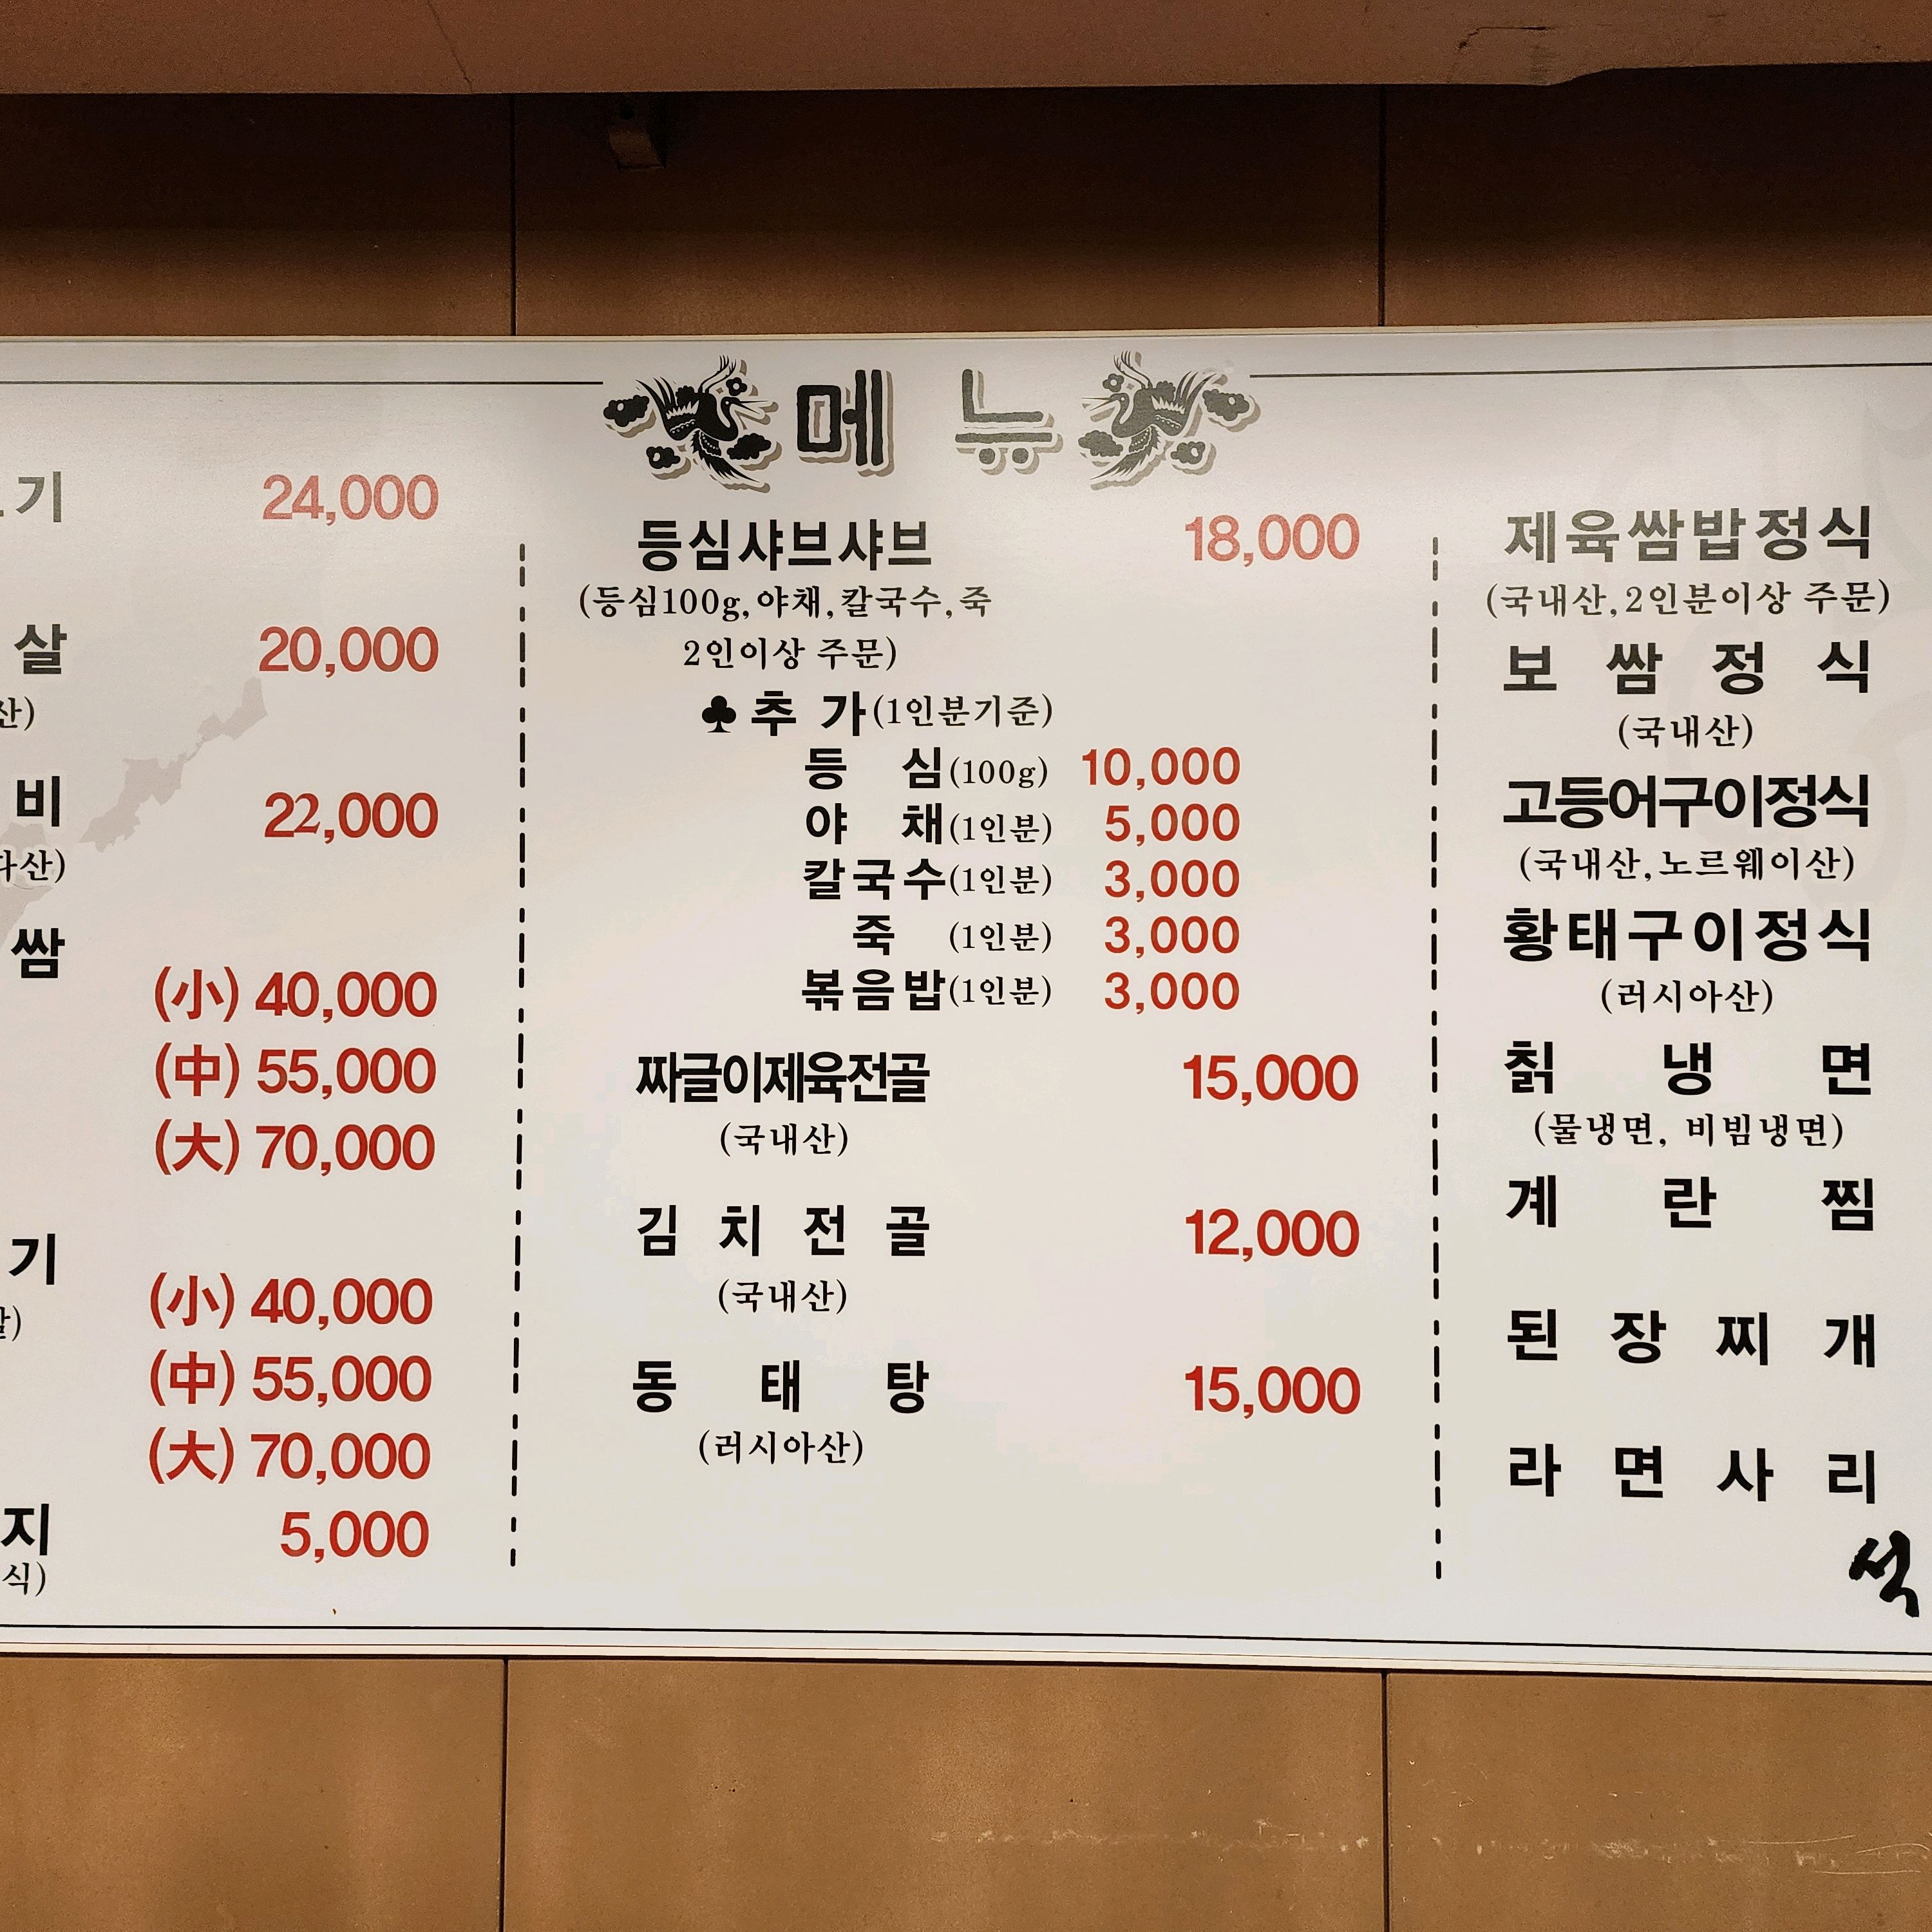 메 뉴
기 24,000
살 20,000
산)
비 22,000
다산)
쌈
(小) 40,000
(中) 55,000
(大) 70,000
기
(小) 40,000
(中) 55,000
(大) 70,000
지 5,000
식)
등심샤브샤브 18,000
(등심100g,야채,칼국수,죽
2인이상 주문)
♣추 가(1인분기준)
등 심(100g) 10,000
야 채(1인분) 5,000
칼국수(1인분) 3,000
죽 (1인분) 3,000
볶음밥(1인분) 3,000
짜글이제육전골 15,000
(국내산)
김 치 전 골 12,000
(국내산)
동 태 탕 15,000
(러시아산)
제육쌈밥정식
(국내산,2인분이상 주문)
보 쌈 정 식
(국내산)
고등어구이정식
(국내산,노르웨이산)
황태구이정식
(러시아산)
칡 냉 면
(물냉면, 비빔냉면)
계 란 찜
된 장 찌 개
라 면 사 리
석